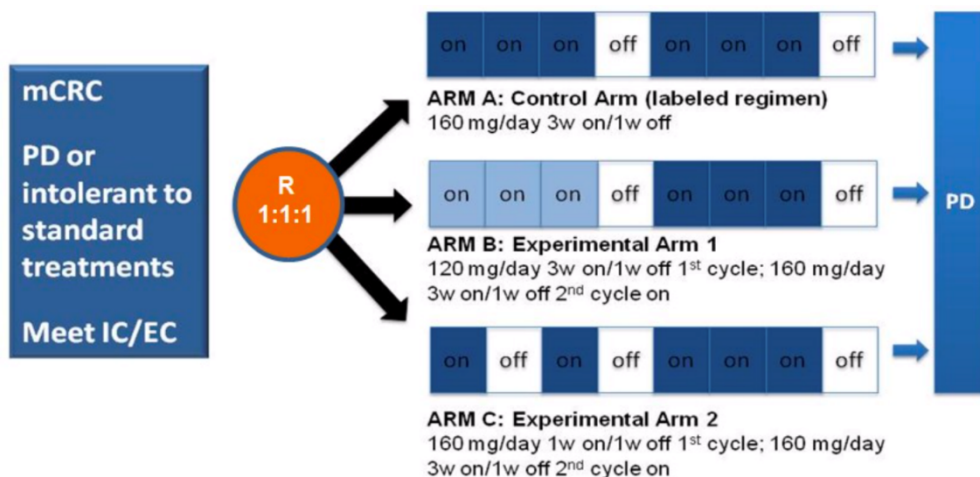 mCRC
PD or
intolerant to
standard
treatments
Meet IC/EC
R
1:1:1
on on on off on on on off
ARM A: Control Arm (labeled regimen)
160 mg/day 3w on/1w off
on on on off on on on off
ARM B: Experimental Arm 1
120 mg/day 3w on/1w off 1st cycle; 160 mg/day
3w on/1w off 2nd cycle on
on off on off on on on off
ARM C: Experimental Arm 2
160 mg/day 1w on/1w off 1st cycle; 160 mg/day
3w on/1w off 2nd cycle on
PD